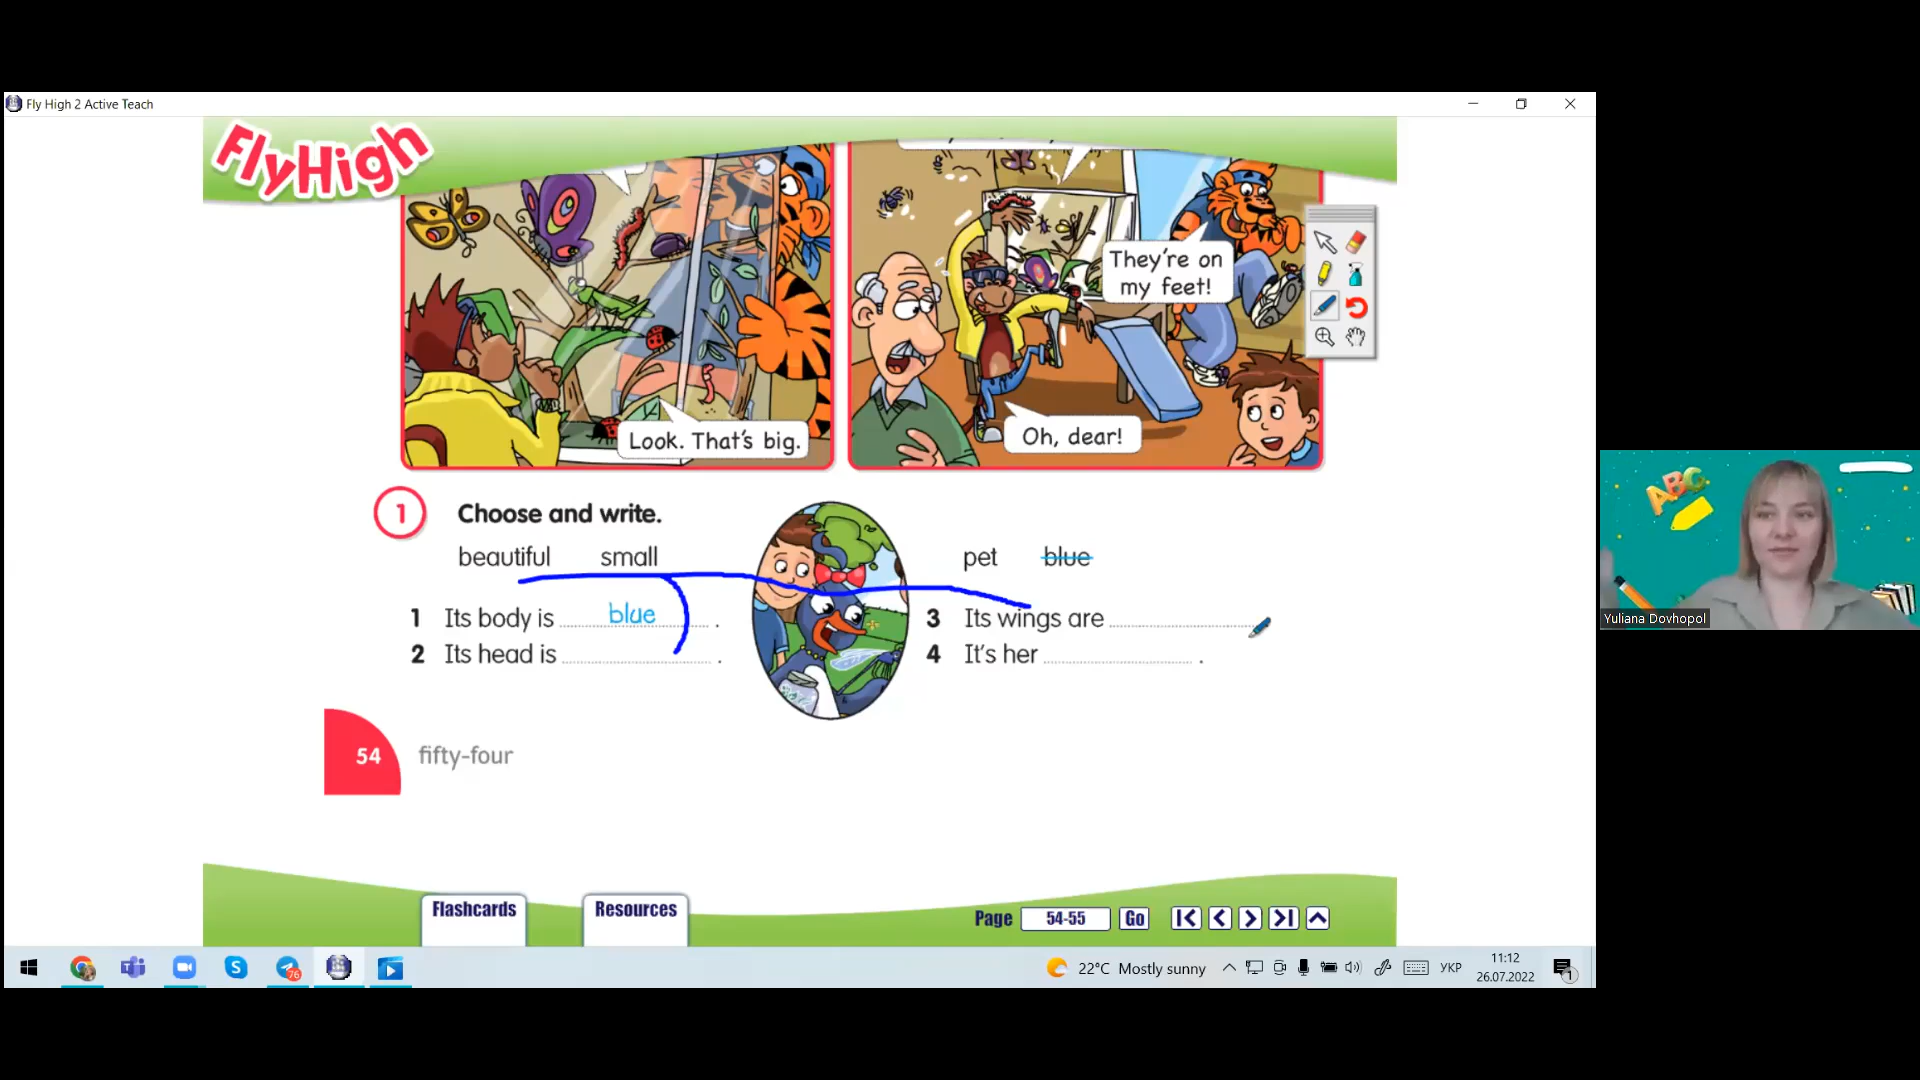 Fly High 2 Active Teach
FlyHigh
They're on
my feet!
Look. That's big.
Oh, dear!
1 Choose and write.
beautiful small pet blue
1 Its body is blue .
2 Its head is .
3 Its wings are
4 It's her .
54 fifty-four
Flashcards Resources Page 54-55 Go
76
22°C Mostly sunny УКР 11:12
26.07.2022
1
ABC
Yuliana Dovhopol